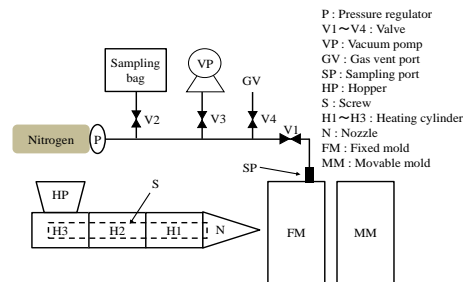 P : Pressure regulator
V1～V4 : Valve
VP : Vacuum pomp
GV : Gas vent port
SP : Sampling port
HP : Hopper
S : Screw
H1～H3 : Heating cylinder
N : Nozzle
FM : Fixed mold
MM : Movable mold
Sampling
bag
VP
GV
V2
V3
V4
V1
Nitrogen
P
SP
HP
S
H3
H2
H1
N
FM
MM